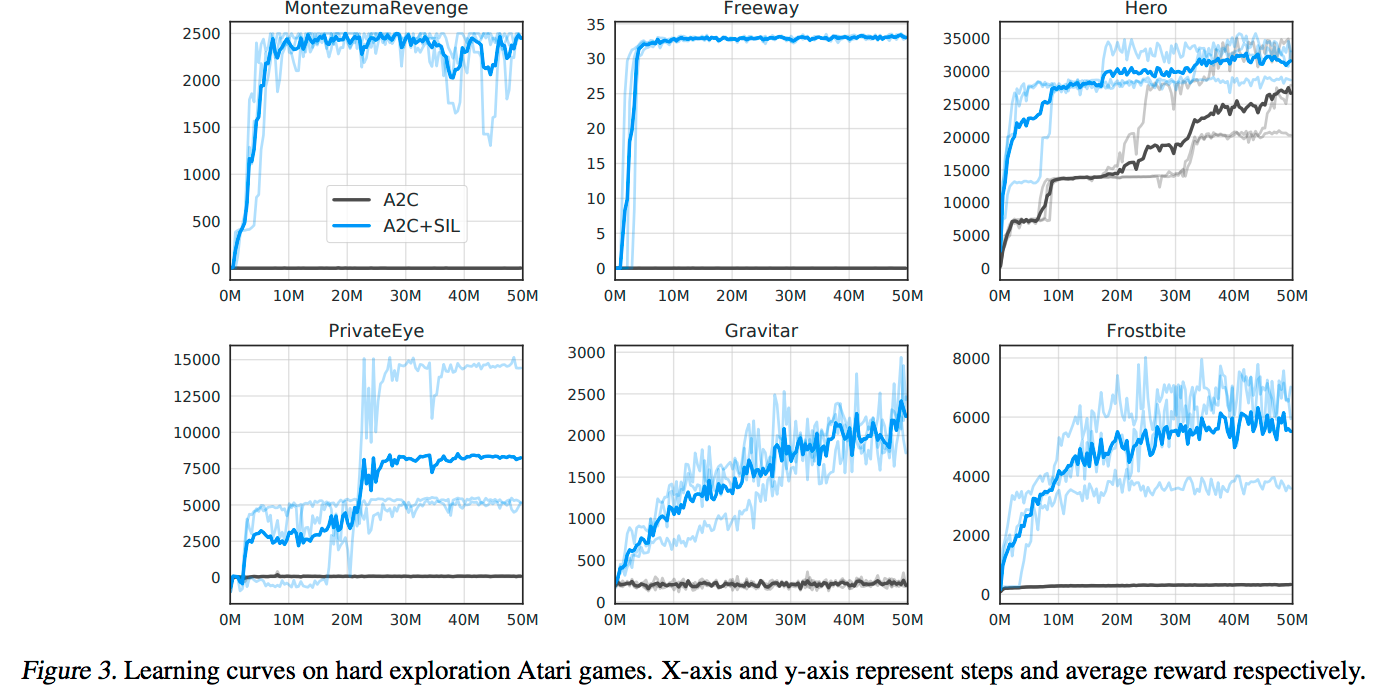 MontezumaRevenge
2500
2000
1500
1000
500
0
A2C
A2C+SIL
0M 10M 20M 30M 40M 50M
Freeway
35
30
25
20
15
10
5
0
0M 10M 20M 30M 40M 50M
Hero
35000
30000
25000
20000
15000
10000
5000
0
0M 10M 20M 30M 40M 50M
PrivateEye
15000
12500
10000
7500
5000
2500
0
0M 10M 20M 30M 40M 50M
Gravitar
3000
2500
2000
1500
1000
500
0
0M 10M 20M 30M 40M 50M
Frostbite
8000
6000
4000
2000
0
0M 10M 20M 30M 40M 50M
Figure 3. Learning curves on hard exploration Atari games. X-axis and y-axis represent steps and average reward respectively.